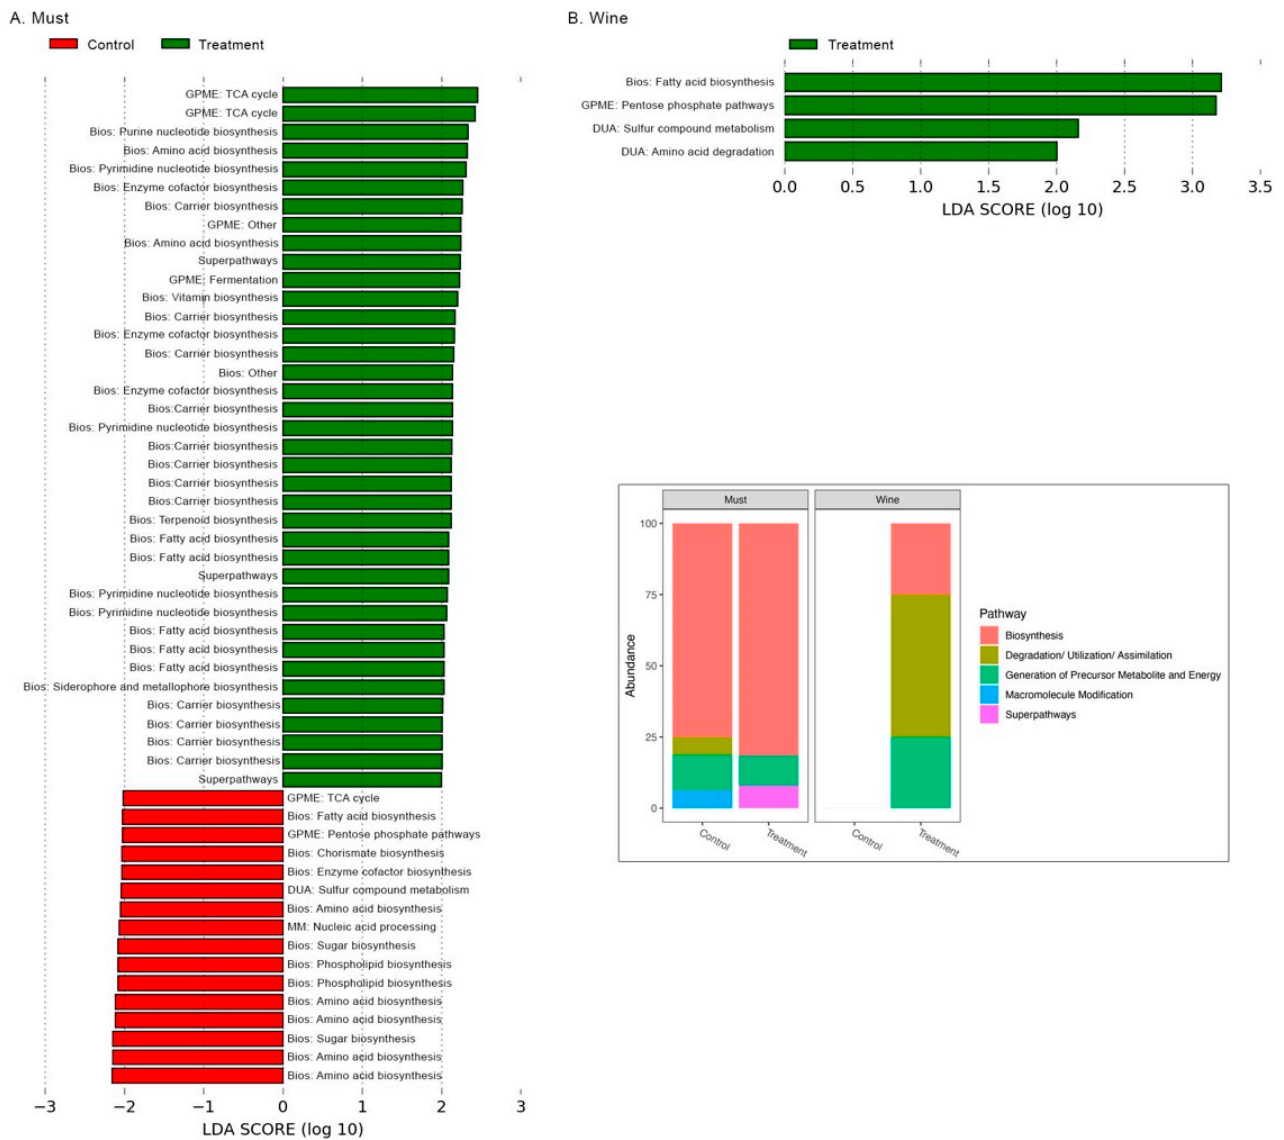 A. Must
Control
Treatment
GPME: TCA cycle
GPME: TCA cycle
Bios: Purine nucleotide biosynthesis
Bios: Amino acid biosynthesis
Bios: Pyrimidine nucleotide biosynthesis
Bios: Enzyme cofactor biosynthesis
Bios: Carrier biosynthesis
GPME: Other
Bios: Amino acid biosynthesis
Superpathways
GPME: Fermentation
Bios: Vitamin biosynthesis
Bios: Carrier biosynthesis
Bios: Enzyme cofactor biosynthesis
Bios: Carrier biosynthesis
Bios: Other
Bios: Enzyme cofactor biosynthesis
Bios:Carrier biosynthesis
Bios: Pyrimidine nucleotide biosynthesis
Bios:Carrier biosynthesis
Bios:Carrier biosynthesis
Bios:Carrier biosynthesis
Bios:Carrier biosynthesis
Bios: Terpenoid biosynthesis
Bios: Fatty acid biosynthesis
Bios: Fatty acid biosynthesis
Superpathways
Bios: Pyrimidine nucleotide biosynthesis
Bios: Pyrimidine nucleotide biosynthesis
Bios: Fatty acid biosynthesis
Bios: Fatty acid biosynthesis
Bios: Fatty acid biosynthesis
Bios: Siderophore and metallophore biosynthesis
Bios: Carrier biosynthesis
Bios: Carrier biosynthesis
Bios: Carrier biosynthesis
Bios: Carrier biosynthesis
Superpathways
GPME: TCA cycle
Bios: Fatty acid biosynthesis
GPME: Pentose phosphate pathways
Bios: Chorismate biosynthesis
Bios: Enzyme cofactor biosynthesis
DUA: Sulfur compound metabolism
Bios: Amino acid biosynthesis
MM: Nucleic acid processing
Bios: Sugar biosynthesis
Bios: Phospholipid biosynthesis
Bios: Phospholipid biosynthesis
Bios: Amino acid biosynthesis
Bios: Amino acid biosynthesis
Bios: Sugar biosynthesis
Bios: Amino acid biosynthesis
Bios: Amino acid biosynthesis
−3 −2 −1 0 1 2 3
LDA SCORE (log 10)
B. Wine
Treatment
Bios: Fatty acid biosynthesis
GPME: Pentose phosphate pathways
DUA: Sulfur compound metabolism
DUA: Amino acid degradation
0.0 0.5 1.0 1.5 2.0 2.5 3.0 3.5
LDA SCORE (log 10)
Must
Wine
Abundance
100
75
50
25
0
Control
Treatment
Control
Treatment
Pathway
Biosynthesis
Degradation/ Utilization/ Assimilation
Generation of Precursor Metabolite and Energy
Macromolecule Modification
Superpathways